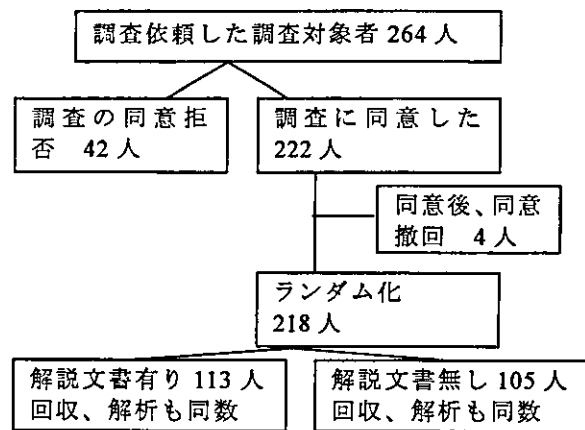 調査依頼した調査対象者 264 人
調査の同意拒
否 42 人
調査に同意した
222 人
同意後、同意
撤回 4 人
ランダム化
218 人
解説文書有り 113 人
回収、解析も同数
解説文書無し 105 人
回収、解析も同数